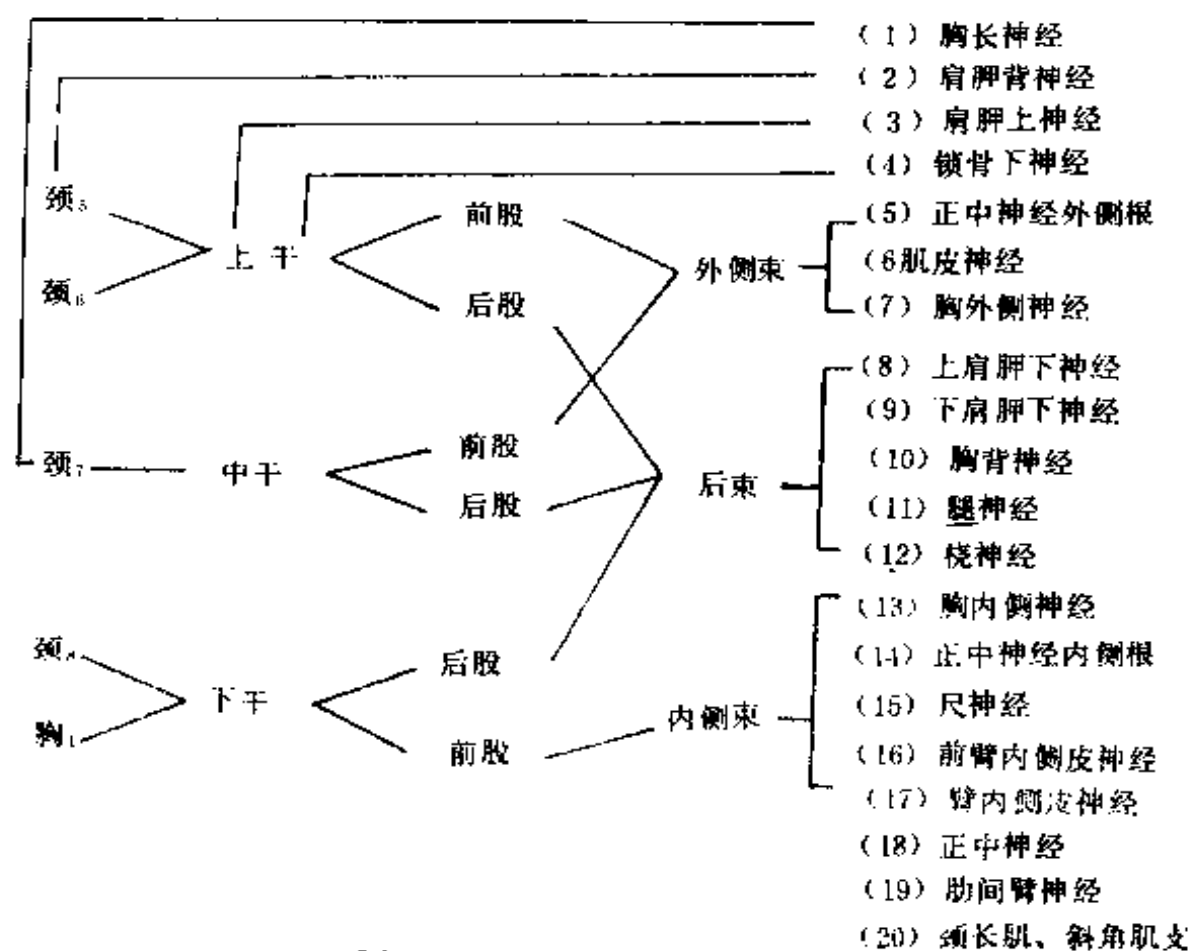 (1) 胸长神经
(2) 肩胛背神经
(3) 肩胛上神经
(4) 锁骨下神经
颈₅
颈₆
上干
前股
后股
外侧束
(5) 正中神经外侧根
(6肌皮神经
(7) 胸外侧神经
颈₇
中干
前股
后股
后束
(8) 上肩胛下神经
(9) 下肩胛下神经
(10) 胸背神经
(11) 腿神经
(12) 桡神经
颈₈
胸₁
下干
后股
前股
内侧束
(13) 胸内侧神经
(14) 正中神经内侧根
(15) 尺神经
(16) 前臂内侧皮神经
(17) 臂内侧皮神经
(18) 正中神经
(19) 肋间臂神经
(20) 颈长肌、斜角肌支